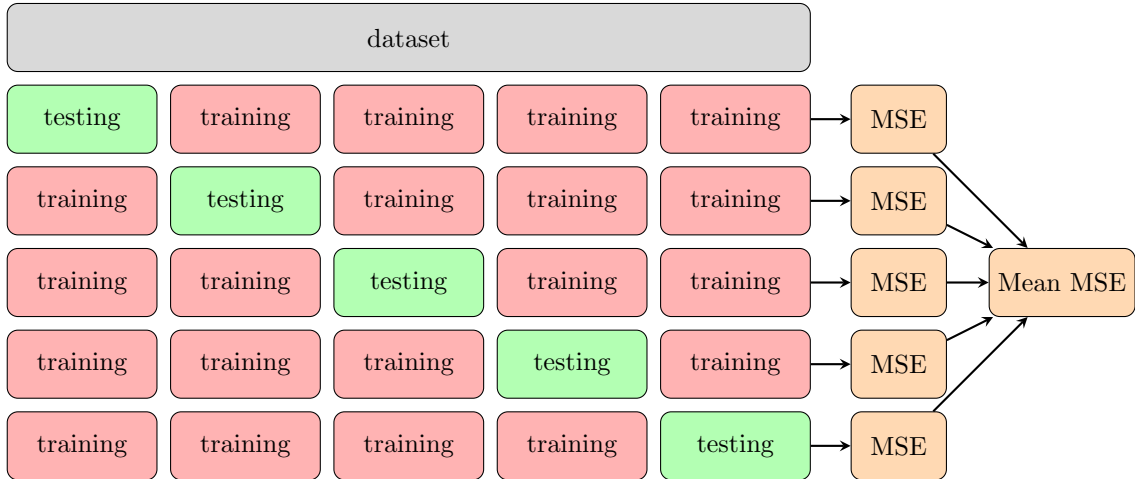 dataset
testing training training training training MSE
training testing training training training MSE
training training testing training training MSE Mean MSE
training training training testing training MSE
training training training training testing MSE